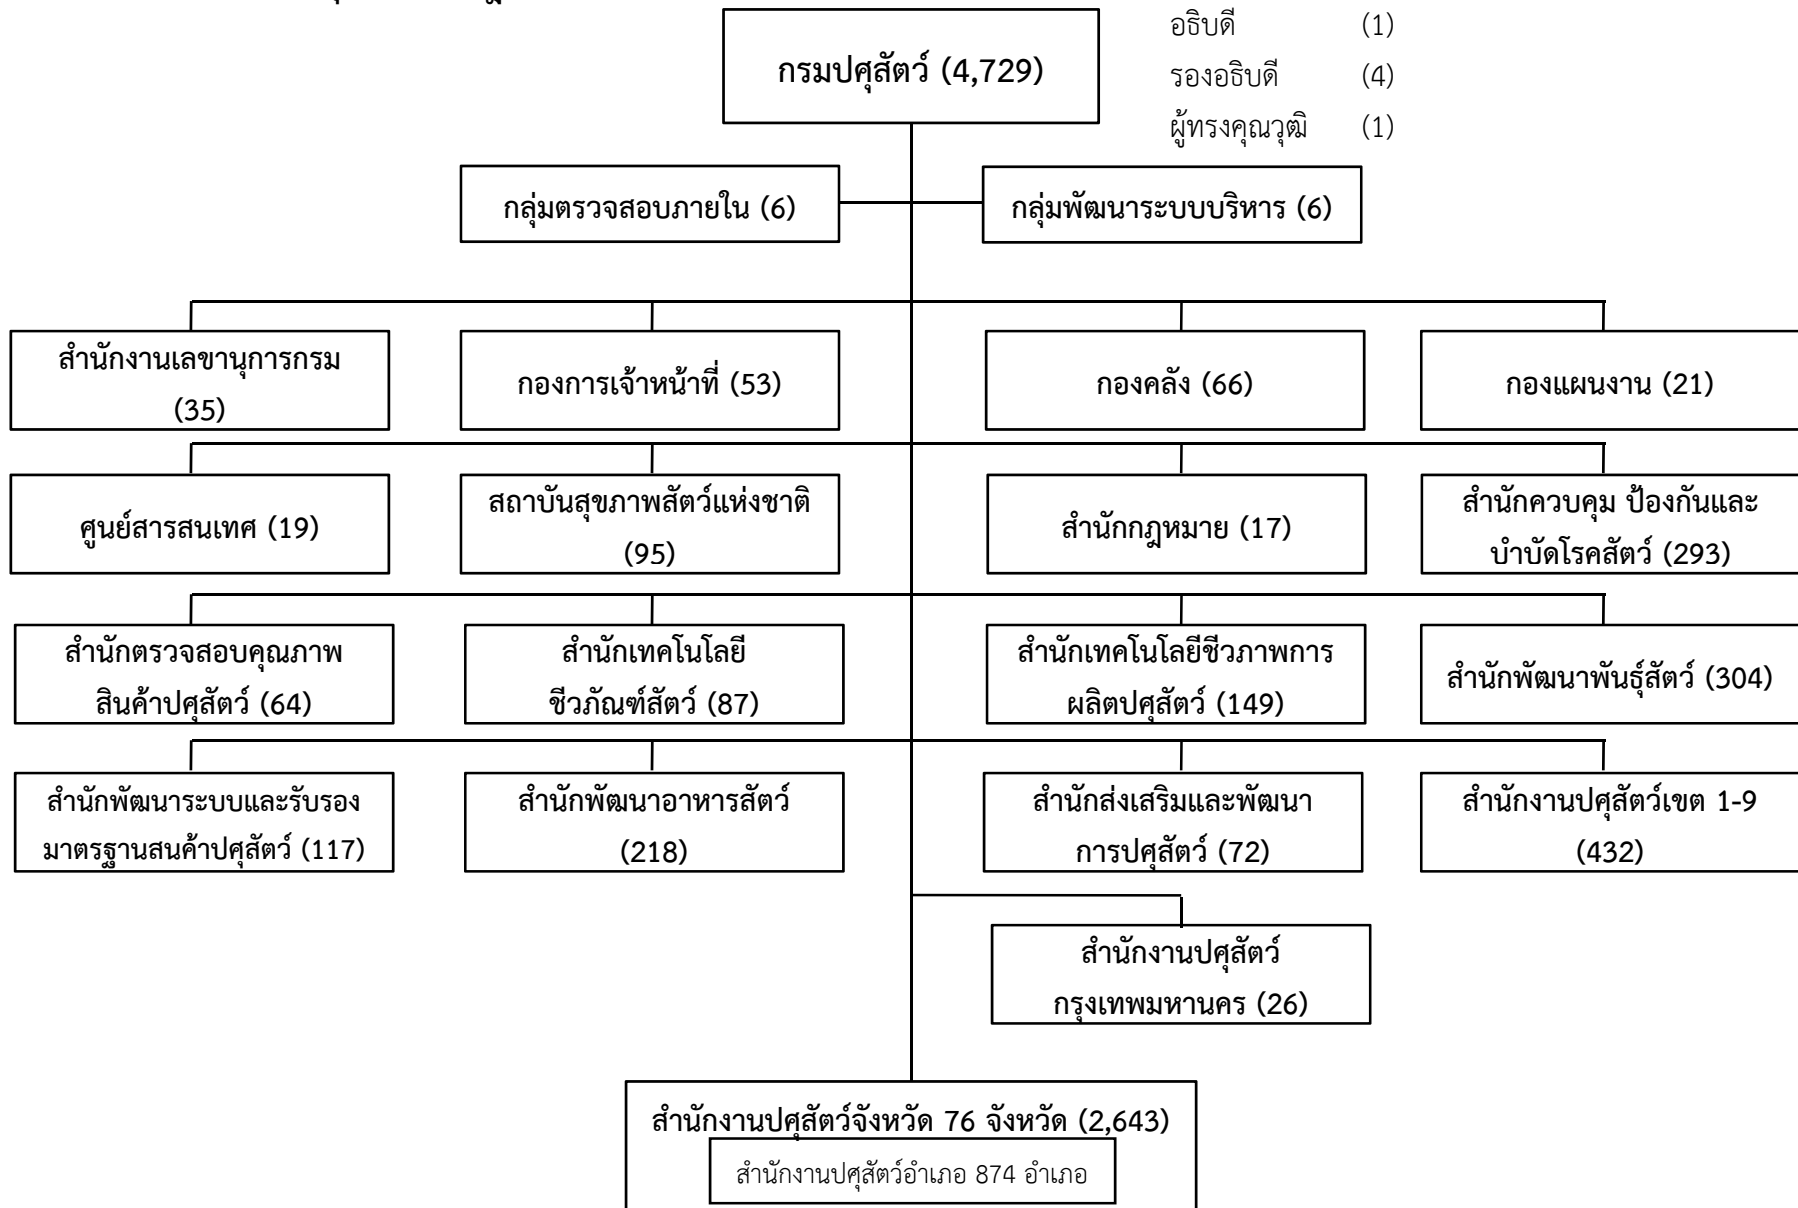 กรมปศุสัตว์ (4,729)
อธิบดี (1)
รองอธิบดี (4)
ผู้ทรงคุณวุฒิ (1)
กลุ่มตรวจสอบภายใน (6)
กลุ่มพัฒนาระบบบริหาร (6)
สำนักงานเลขานุการกรม
(35)
กองการเจ้าหน้าที่ (53)
กองคลัง (66)
กองแผนงาน (21)
ศูนย์สารสนเทศ (19)
สถาบันสุขภาพสัตว์แห่งชาติ
(95)
สำนักกฎหมาย (17)
สำนักควบคุม ป้องกันและ
บำบัดโรคสัตว์ (293)
สำนักตรวจสอบคุณภาพ
สินค้าปศุสัตว์ (64)
สำนักเทคโนโลยี
ชีวภัณฑ์สัตว์ (87)
สำนักเทคโนโลยีชีวภาพการ
ผลิตปศุสัตว์ (149)
สำนักพัฒนาพันธุ์สัตว์ (304)
สำนักพัฒนาระบบและรับรอง
มาตรฐานสนค้าปศุสัตว์ (117)
สำนักพัฒนาอาหารสัตว์
(218)
สำนักส่งเสริมและพัฒนา
การปศุสัตว์ (72)
สำนักงานปศุสัตว์เขต 1-9
(432)
สำนักงานปศุสัตว์
กรุงเทพมหานคร (26)
สำนักงานปศุสัตว์จังหวัด 76 จังหวัด (2,643)
สำนักงานปศุสัตว์อำเภอ 874 อำเภอ